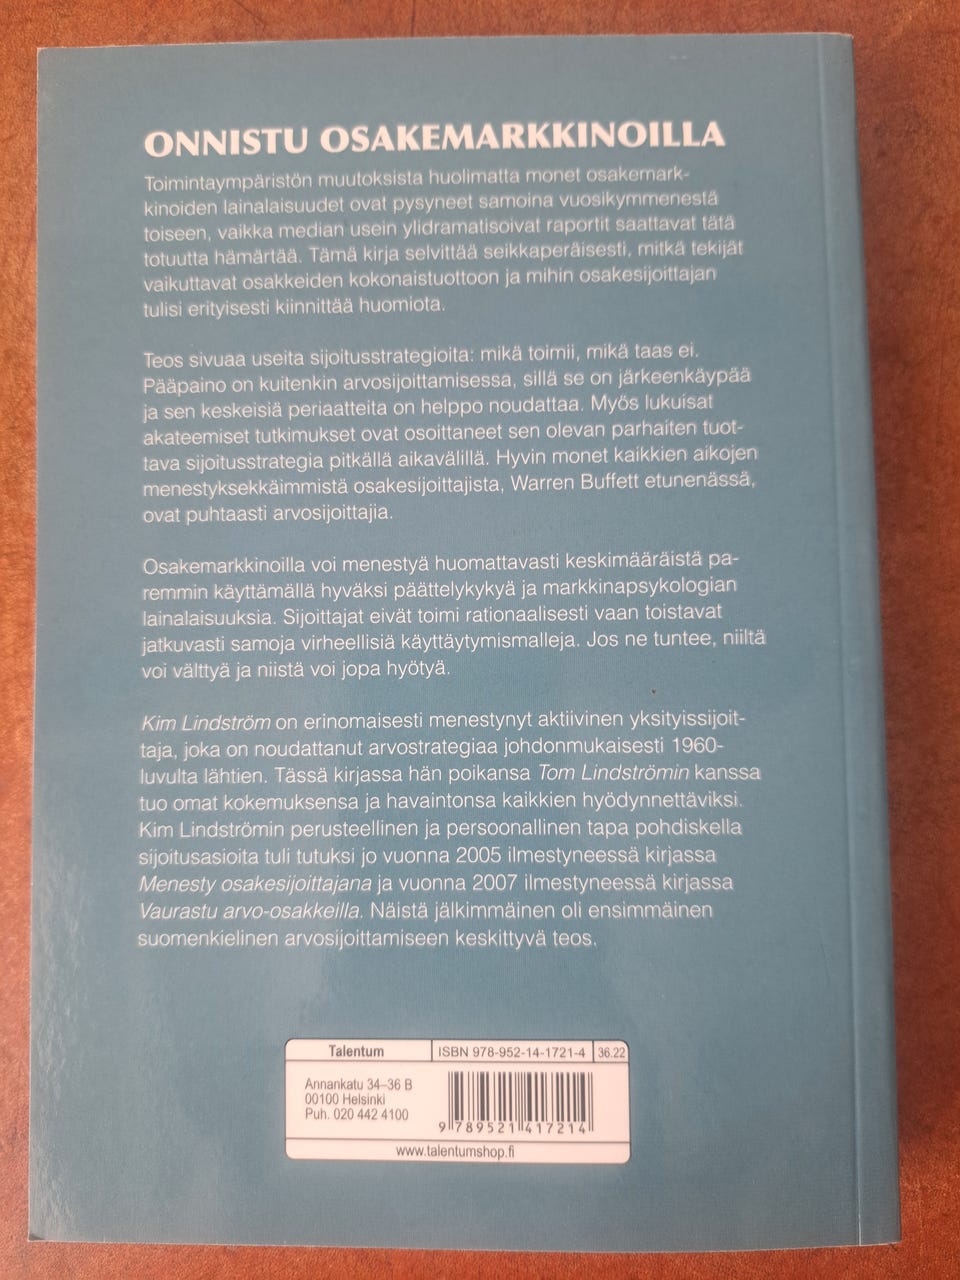 ONNISTU OSAKEMARKKINOILLA
Toimintaympäristön muutoksista huolimatta monet osakemark-
kinoiden lainalaisuudet ovat pysyneet samoina vuosikymmenestä
toiseen, vaikka median usein ylidramatisoivat raportit saattavat tätä
totuutta hämärtää. Tämä kirja selvittää seikkaperäisesti, mitkä tekijät
vaikuttavat osakkeiden kokonaistuottoon ja mihin osakesijoittajan
tulisi erityisesti kiinnittää huomiota.
Teos sivuaa useita sijoitusstrategioita: mikä toimii, mikä taas ei.
Pääpaino on kuitenkin arvosijoittamisessa, sillä se on järkeenkäypää
ja sen keskeisiä periaatteita on helppo noudattaa. Myös lukuisat
akateemiset tutkimukset ovat osoittaneet sen olevan parhaiten tuot-
tava sijoitusstrategia pitkällä aikavälillä. Hyvin monet kaikkien aikojen
menestyksekkäimmistä osakesijoittajista, Warren Buffett etunenässä,
ovat puhtaasti arvosijoittajia.
Osakemarkkinoilla voi menestyä huomattavasti keskimääräistä pa-
remmin käyttämällä hyväksi päättelykykyä ja markkinapsykologian
lainalaisuuksia. Sijoittajat eivät toimi rationaalisesti vaan toistavat
jatkuvasti samoja virheellisiä käyttäytymismalleja. Jos ne tuntee, niiltä
voi välttyä ja niistä voi jopa hyötyä.
Kim Lindström on erinomaisesti menestynyt aktiivinen yksityissijoit-
taja, joka on noudattanut arvostrategiaa johdonmukaisesti 1960-
luvulta lähtien. Tässä kirjassa hän poikansa Tom Lindströmin kanssa
tuo omat kokemuksensa ja havaintonsa kaikkien hyödynnettäviksi.
Kim Lindströmin perusteellinen ja persoonallinen tapa pohdiskella
sijoitusasioita tuli tutuksi jo vuonna 2005 ilmestyneessä kirjassa
Menesty osakesijoittajana ja vuonna 2007 ilmestyneessä kirjassa
Vaurastu arvo-osakkeilla. Näistä jälkimmäinen oli ensimmäinen
suomenkielinen arvosijoittamiseen keskittyvä teos.
Talentum ISBN 978-952-14-1721-4 36.22
Annankatu 34–36 B
00100 Helsinki
Puh. 020 442 4100
9 789521 417214
www.talentumshop.fi